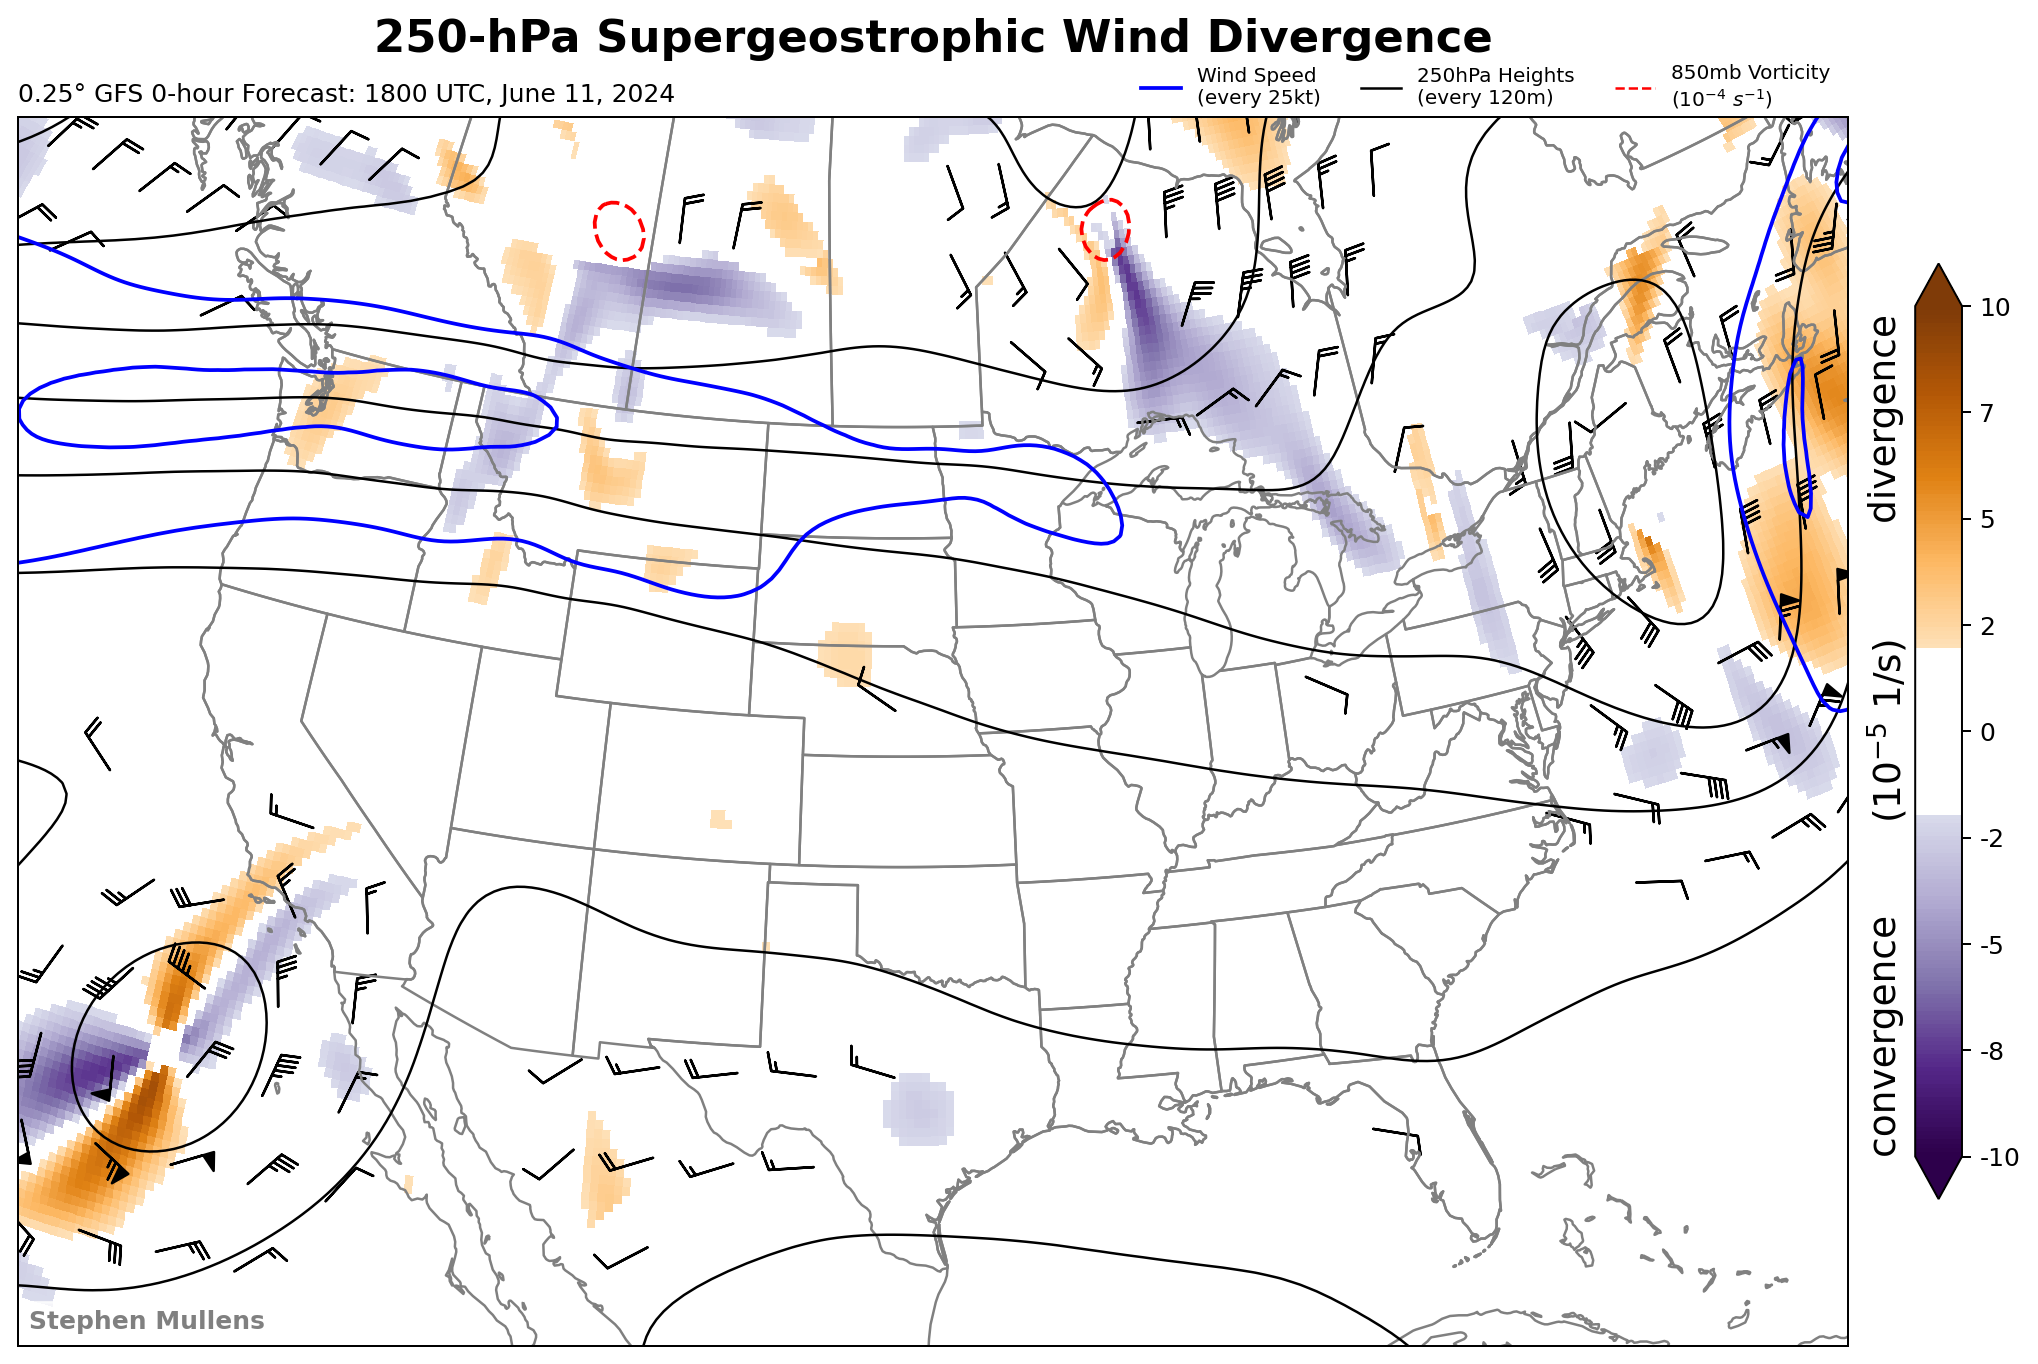 250-hPa Supergeostrophic Wind Divergence
0.25° GFS 0-hour Forecast: 1800 UTC, June 11, 2024
Wind Speed
(every 25kt)
250hPa Heights
(every 120m)
850mb Vorticity
(10⁻⁴ s⁻¹)
10
7
5
2
0
-2
-5
-8
-10
convergence (10⁻⁵ 1/s) divergence
Stephen Mullens